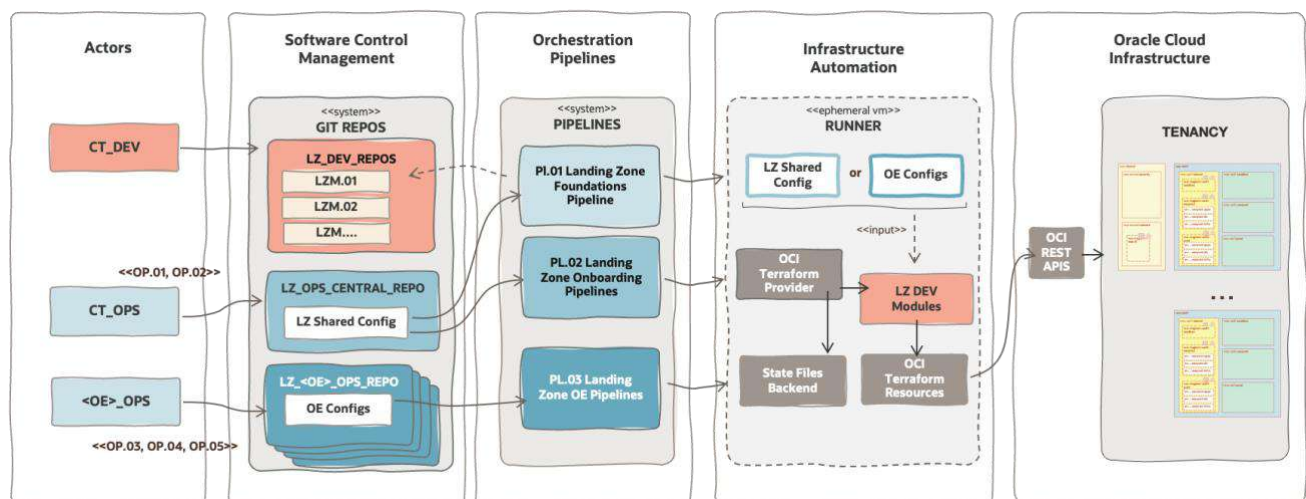 Actors
CT_DEV
<<OP.01, OP.02>>
CT_OPS
<OE>_OPS
<<OP.03, OP.04, OP.05>>
Software Control
Management
<<system>>
GIT REPOS
LZ_DEV_REPOS
LZM.01
LZM.02
LZM....
LZ_OPS_CENTRAL_REPO
LZ Shared Config
LZ_<OE>_OPS_REPO
OE Configs
Orchestration
Pipelines
<<system>>
PIPELINES
Pl.01 Landing Zone
Foundations
Pipeline
PL.02 Landing
Zone Onboarding
Pipelines
PL.03 Landing
Zone OE Pipelines
Infrastructure
Automation
<<ephemeral vm>>
RUNNER
LZ Shared
Config
or
OE Configs
<<input>>
OCI
Terraform
Provider
LZ DEV
Modules
State Files
Backend
OCI
Terraform
Resources
Oracle Cloud
Infrastructure
OCI
REST
APIS
TENANCY
...